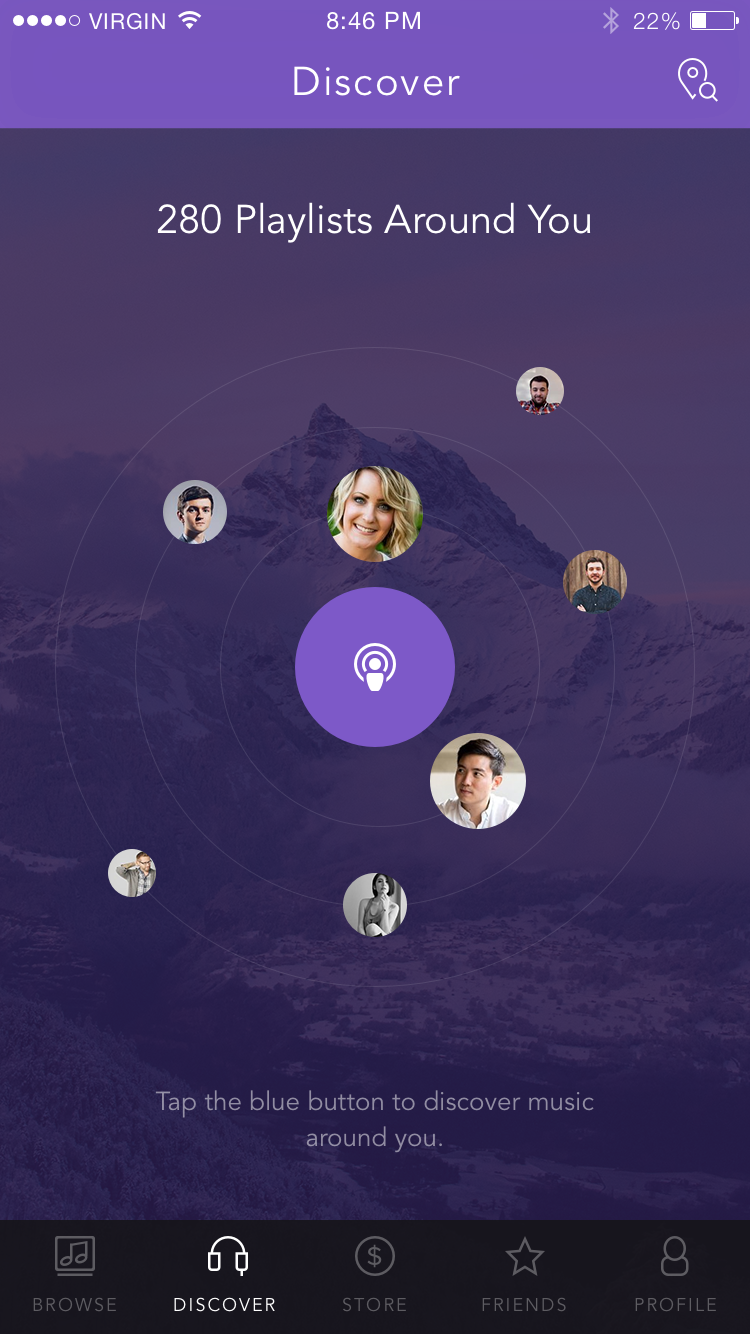 VIRGIN 8:46 PM 22%
Discover
280 Playlists Around You
Tap the blue button to discover music
around you.
BROWSE DISCOVER STORE FRIENDS PROFILE